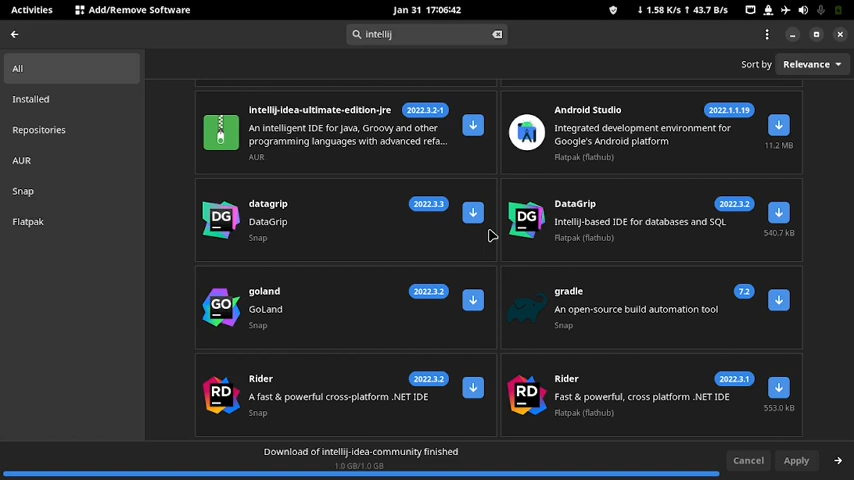 Activities
Add/Remove Software
Jan 31 17:06:42
↓ 1.58 K/s ↑ 43.7 B/s
intellij
Sort by
Relevance
All
Installed
Repositories
AUR
Snap
Flatpak
intellij-idea-ultimate-edition-jre
2022.3.2-1
An intelligent IDE for Java, Groovy and other
programming languages with advanced refa...
AUR
Android Studio
2022.1.1.19
Integrated development environment for
Google's Android platform
Flatpak (flathub)
11.2 MB
datagrip
2022.3.3
DataGrip
Snap
DG
DataGrip
2022.3.2
IntelliJ-based IDE for databases and SQL
Flatpak (flathub)
540.7 kB
DG
goland
2022.3.2
GoLand
Snap
GO
gradle
7.2
An open-source build automation tool
Snap
Rider
2022.3.2
A fast & powerful cross-platform .NET IDE
Snap
RD
Rider
2022.3.1
Fast & powerful, cross platform .NET IDE
Flatpak (flathub)
553.0 kB
RD
Download of intellij-idea-community finished
1.0 GB/1.0 GB
Cancel
Apply